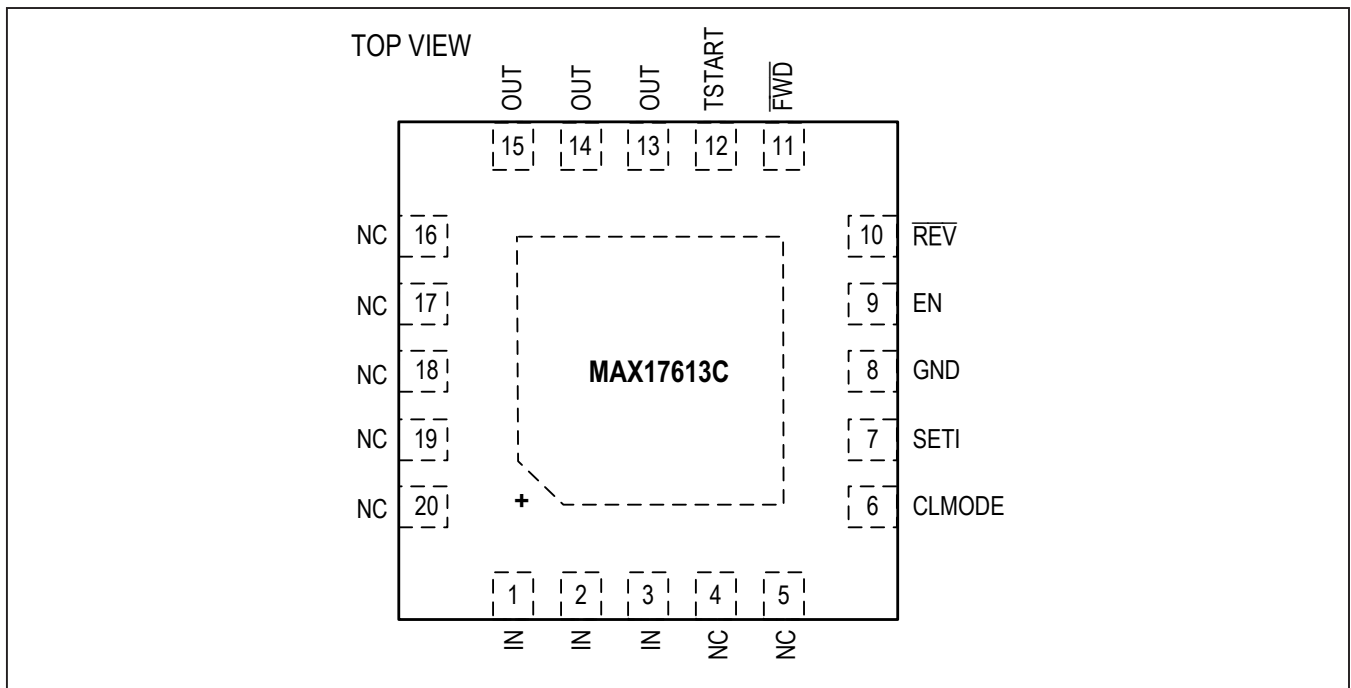 TOP VIEW
OUT
OUT
OUT
TSTART
FWD
15
14
13
12
11
NC 16
10 REV
NC 17
9 EN
NC 18
MAX17613C
8 GND
NC 19
7 SETI
NC 20
+
6 CLMODE
1
2
3
4
5
IN
IN
IN
NC
NC